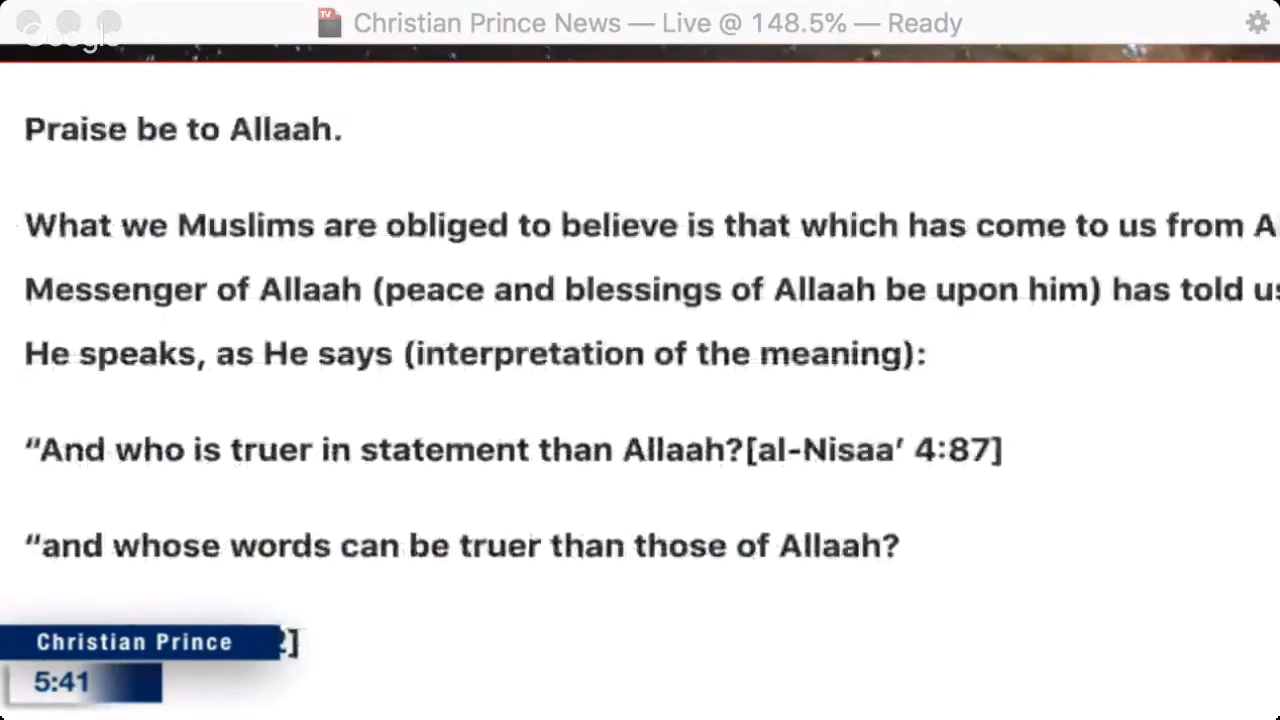 Google
Christian Prince News — Live @ 148.5% — Ready
Praise be to Allaah.
What we Muslims are obliged to believe is that which has come to us from
Messenger of Allaah (peace and blessings of Allaah be upon him) has told
He speaks, as He says (interpretation of the meaning):
“And who is truer in statement than Allaah?[al-Nisaa’ 4:87]
“and whose words can be truer than those of Allaah?
]
Christian Prince
5:41